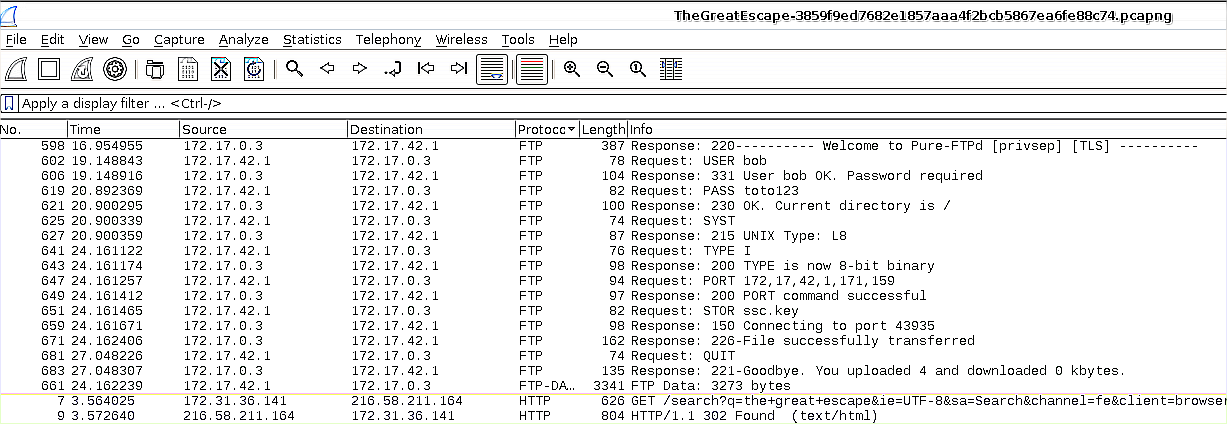 TheGreatEscape-3859f9ed7682e1857aaa4f2bcb5867ea6fe88c74.pcapng
File Edit View Go Capture Analyze Statistics Telephony Wireless Tools Help
Apply a display filter ... <Ctrl-/>
No. Time Source Destination Protocc Length Info
598 16.954955 172.17.0.3 172.17.42.1 FTP 387 Response: 220---------- Welcome to Pure-FTPd [privsep] [TLS] ----------
602 19.148843 172.17.42.1 172.17.0.3 FTP 78 Request: USER bob
606 19.148916 172.17.0.3 172.17.42.1 FTP 104 Response: 331 User bob OK. Password required
619 20.892369 172.17.42.1 172.17.0.3 FTP 82 Request: PASS toto123
621 20.900295 172.17.0.3 172.17.42.1 FTP 100 Response: 230 OK. Current directory is /
625 20.900339 172.17.42.1 172.17.0.3 FTP 74 Request: SYST
627 20.900359 172.17.0.3 172.17.42.1 FTP 87 Response: 215 UNIX Type: L8
641 24.161122 172.17.42.1 172.17.0.3 FTP 76 Request: TYPE I
643 24.161174 172.17.0.3 172.17.42.1 FTP 98 Response: 200 TYPE is now 8-bit binary
647 24.161257 172.17.42.1 172.17.0.3 FTP 94 Request: PORT 172,17,42,1,171,159
649 24.161412 172.17.0.3 172.17.42.1 FTP 97 Response: 200 PORT command successful
651 24.161465 172.17.42.1 172.17.0.3 FTP 82 Request: STOR ssc.key
659 24.161671 172.17.0.3 172.17.42.1 FTP 98 Response: 150 Connecting to port 43935
671 24.162406 172.17.0.3 172.17.42.1 FTP 162 Response: 226-File successfully transferred
681 27.048226 172.17.42.1 172.17.0.3 FTP 74 Request: QUIT
683 27.048307 172.17.0.3 172.17.42.1 FTP 135 Response: 221-Goodbye. You uploaded 4 and downloaded 0 kbytes.
661 24.162239 172.17.42.1 172.17.0.3 FTP-DA... 3341 FTP Data: 3273 bytes
7 3.564025 172.31.36.141 216.58.211.164 HTTP 626 GET /search?q=the+great+escape&ie=UTF-8&sa=Search&channel=fe&client=browser
9 3.572640 216.58.211.164 172.31.36.141 HTTP 804 HTTP/1.1 302 Found (text/html)